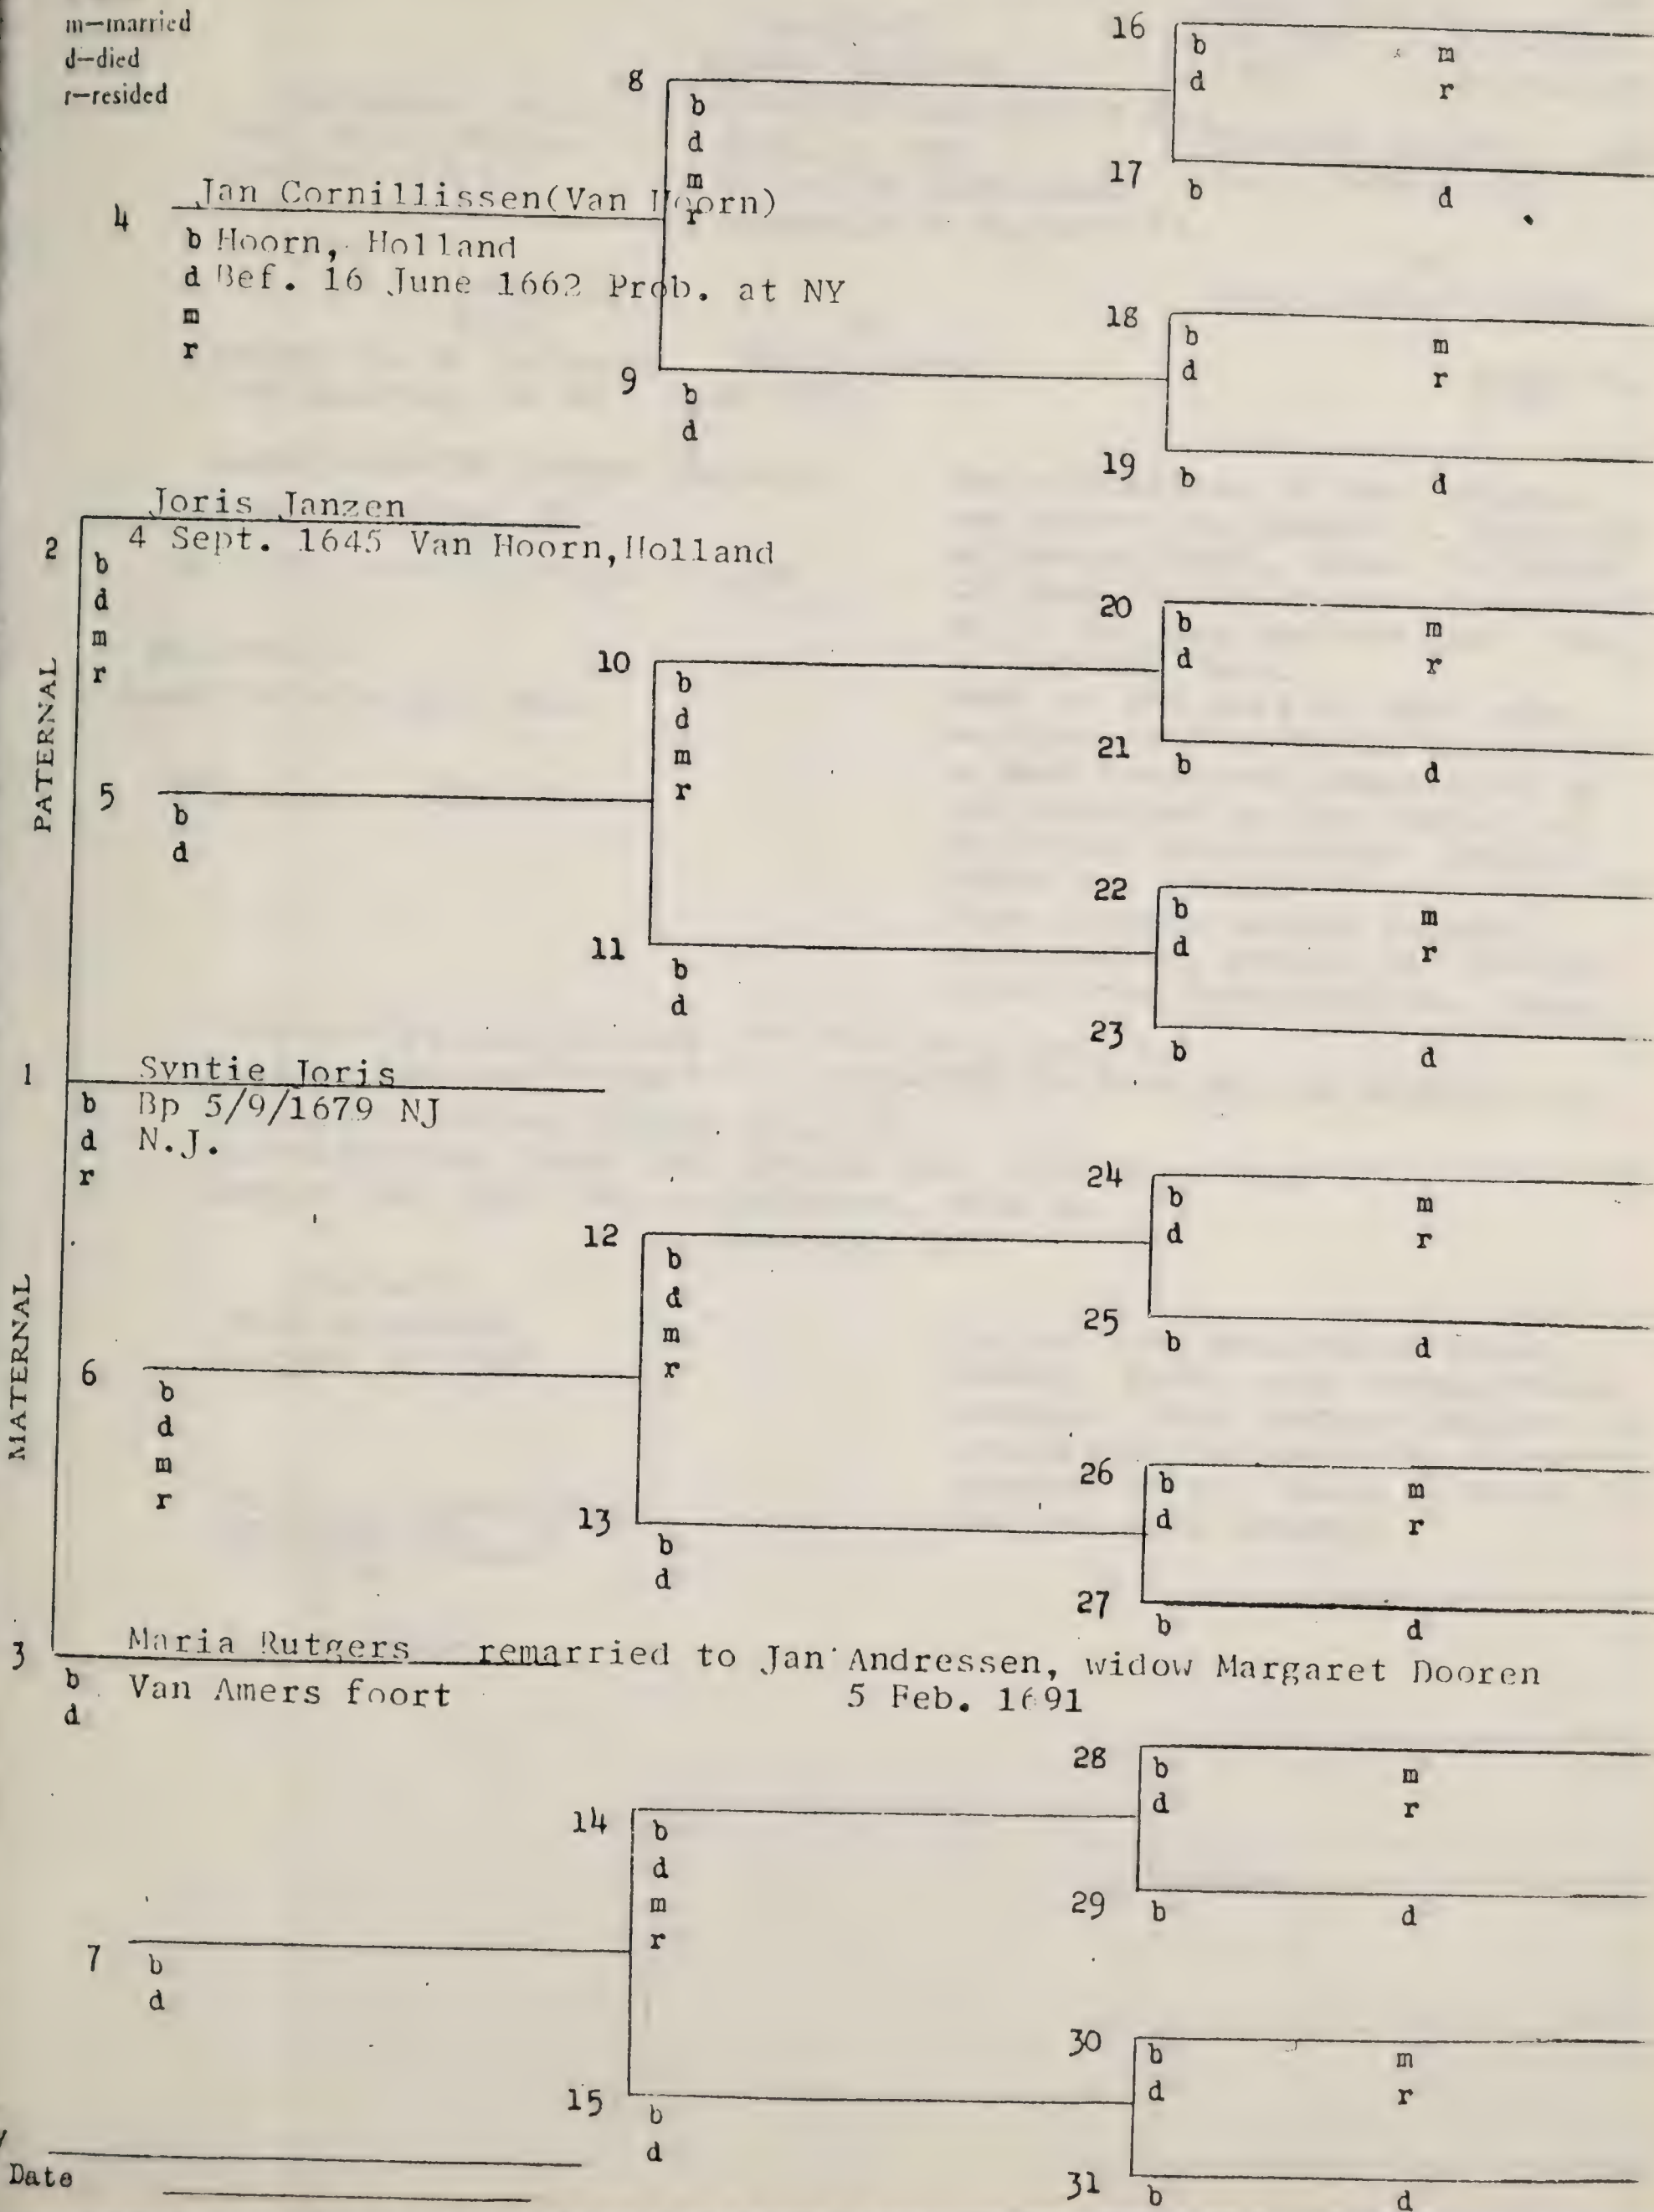 m—married
d—died
r—resided
16
b m
d r
8
b
d
m
r
17
b d
4 Jan Cornillissen(Van Hoorn)
b Hoorn, Holland
d Bef. 16 June 1662 Prob. at NY
m
r
18
b m
d r
9
b
d
19
b d
2 Joris Janzen
b 4 Sept. 1645 Van Hoorn,Holland
d
m
r
20
b m
d r
10
b
d
m
r
21
b d
PATERNAL
5
b
d
22
b m
d r
11
b
d
23
b d
1 Syntie Joris
b Bp 5/9/1679 NJ
d N.J.
r
24
b m
d r
12
b
d
m
r
25
b d
MATERNAL
6
b
d
m
r
26
b m
d r
13
b
d
27
b d
3 Maria Rutgers remarried to Jan Andressen, widow Margaret Dooren
b Van Amers foort 5 Feb. 1691
d
28
b m
d r
14
b
d
m
r
29
b d
7
b
d
30
b m
d r
15
b
d
31
b d
Date